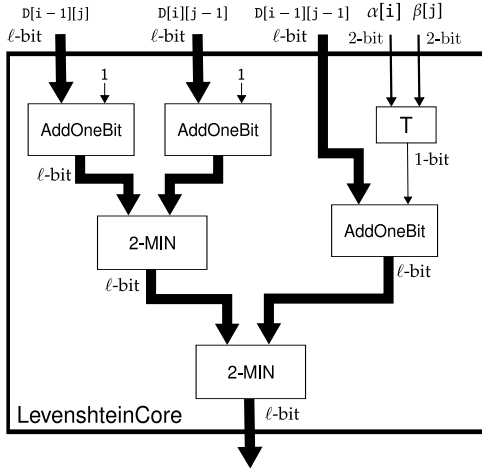 D[i − 1][j] D[i][j − 1] D[i − 1][j − 1] α[i] β[j]
ℓ-bit ℓ-bit ℓ-bit 2-bit 2-bit
1 1
AddOneBit AddOneBit T
ℓ-bit 1-bit
2-MIN AddOneBit
ℓ-bit ℓ-bit
2-MIN
LevenshteinCore ℓ-bit